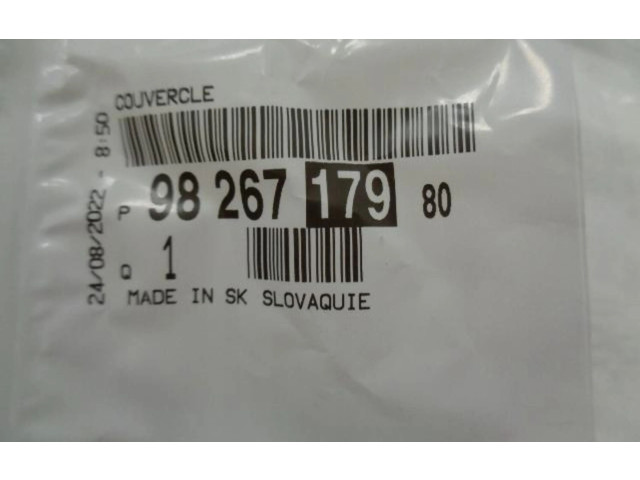 COUVERCLE
P 98 267 179 80
Q 1
MADE IN SK SLOVAQUIE
24/08/2022 - 8:50